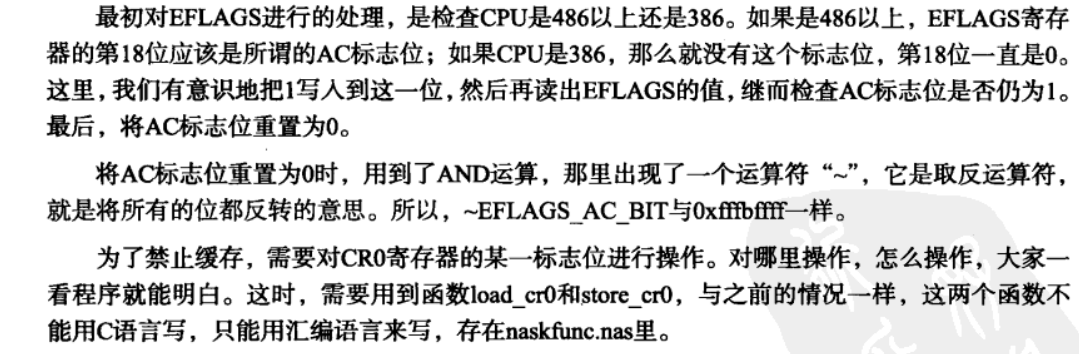 最初对EFLAGS进行的处理，是检查CPU是486以上还是386。如果是486以上，EFLAGS寄存
器的第18位应该是所谓的AC标志位；如果CPU是386，那么就没有这个标志位，第18位一直是0。
这里，我们有意识地把1写入到这一位，然后再读出EFLAGS的值，继而检查AC标志位是否仍为1。
最后，将AC标志位重置为0。
将AC标志位重置为0时，用到了AND运算，那里出现了一个运算符“~”，它是取反运算符，
就是将所有的位都反转的意思。所以，~EFLAGS_AC_BIT与0xfffbffff一样。
为了禁止缓存，需要对CR0寄存器的某一标志位进行操作。对哪里操作，怎么操作，大家一
看程序就能明白。这时，需要用到函数load_cr0和store_cr0，与之前的情况一样，这两个函数不
能用C语言写，只能用汇编语言来写，存在naskfunc.nas里。